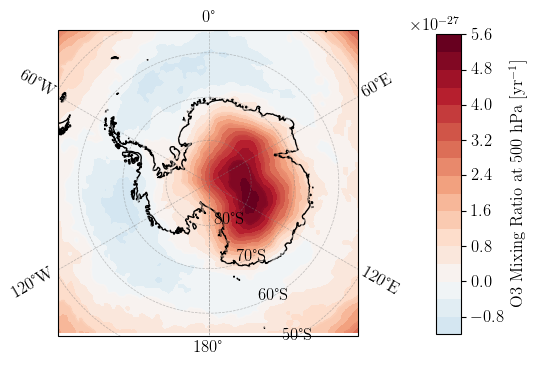 0°
×10⁻²⁷
60°W
60°E
120°W
120°E
180°
80°S
70°S
60°S
50°S
5.6
4.8
4.0
3.2
2.4
1.6
0.8
0.0
−0.8
O3 Mixing Ratio at 500 hPa [yr⁻¹]